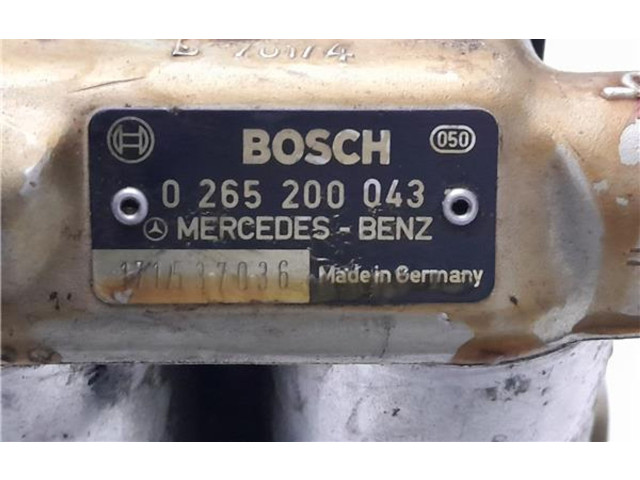 BOSCH 050
0 265 200 043
MERCEDES - BENZ
Made in Germany